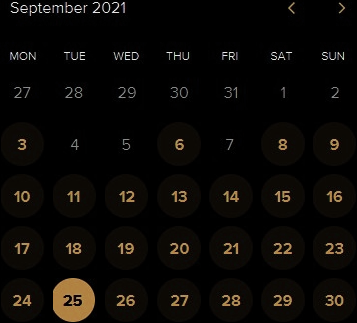 September 2021
MON TUE WED THU FRI SAT SUN
27 28 29 30 31 1 2
3 4 5 6 7 8 9
10 11 12 13 14 15 16
17 18 19 20 21 22 23
24 25 26 27 28 29 30